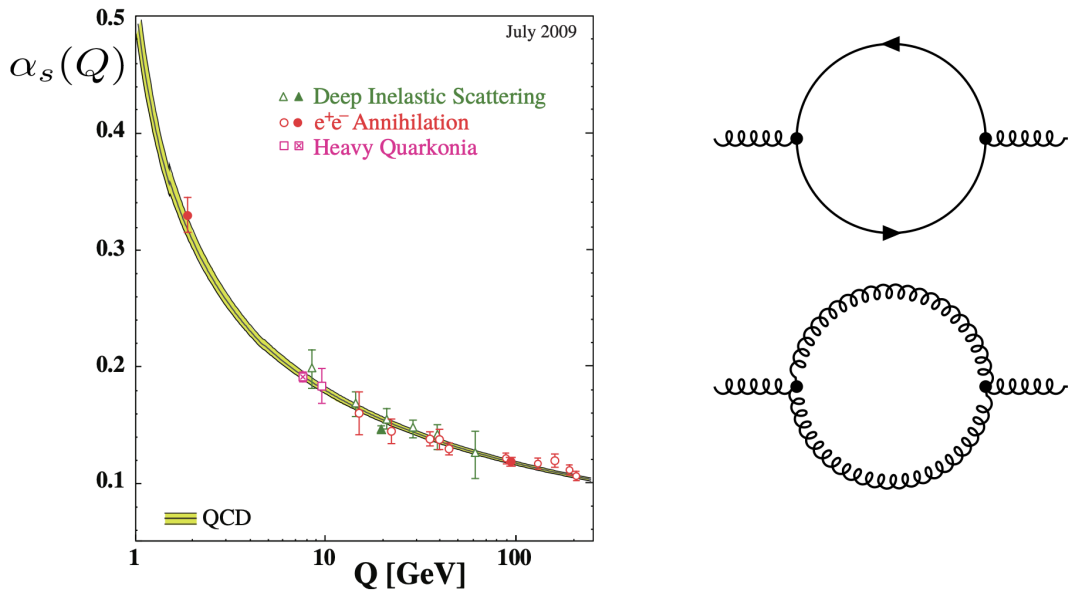 0.5
July 2009
α_s(Q)
Deep Inelastic Scattering
e⁺e⁻ Annihilation
Heavy Quarkonia
0.4
0.3
0.2
0.1
QCD
1
10
100
Q [GeV]